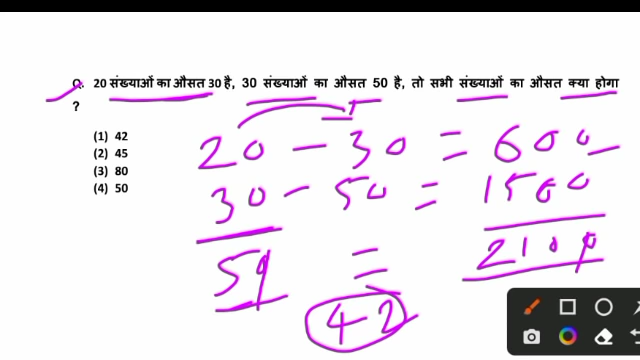 Q. 20 संख्याओं का औसत 30 है, 30 संख्याओं का औसत 50 है, तो सभी संख्याओं का औसत क्या होगा
?
(1) 42
(2) 45
(3) 80
(4) 50
20 - 30 = 600
30 - 50 = 1500
50 = 2100
42